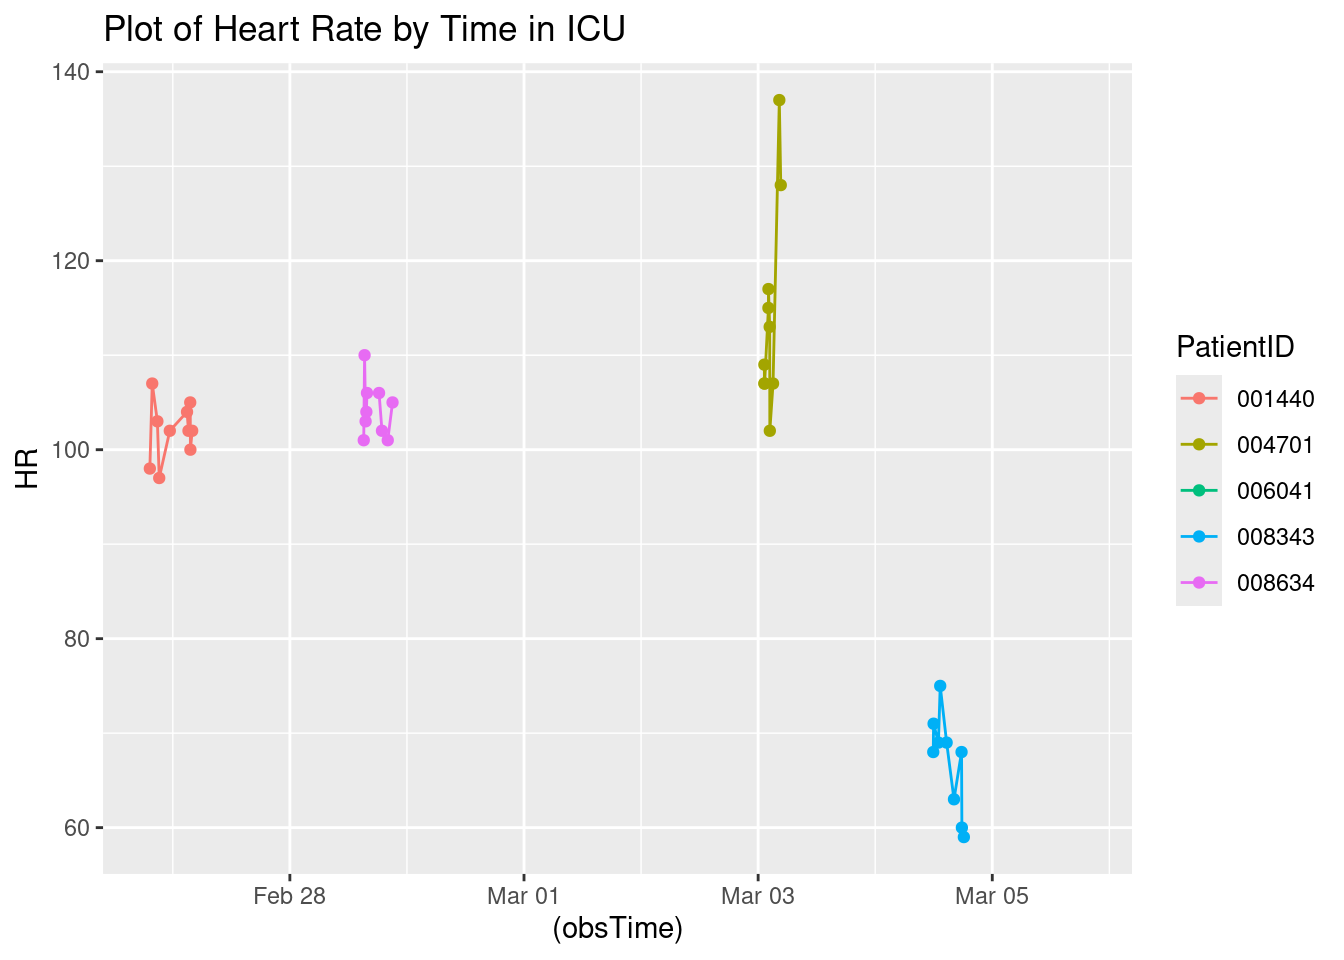 Plot of Heart Rate by Time in ICU
140
120
100
80
60
HR
Feb 28
Mar 01
Mar 03
Mar 05
(obsTime)
PatientID
001440
004701
006041
008343
008634